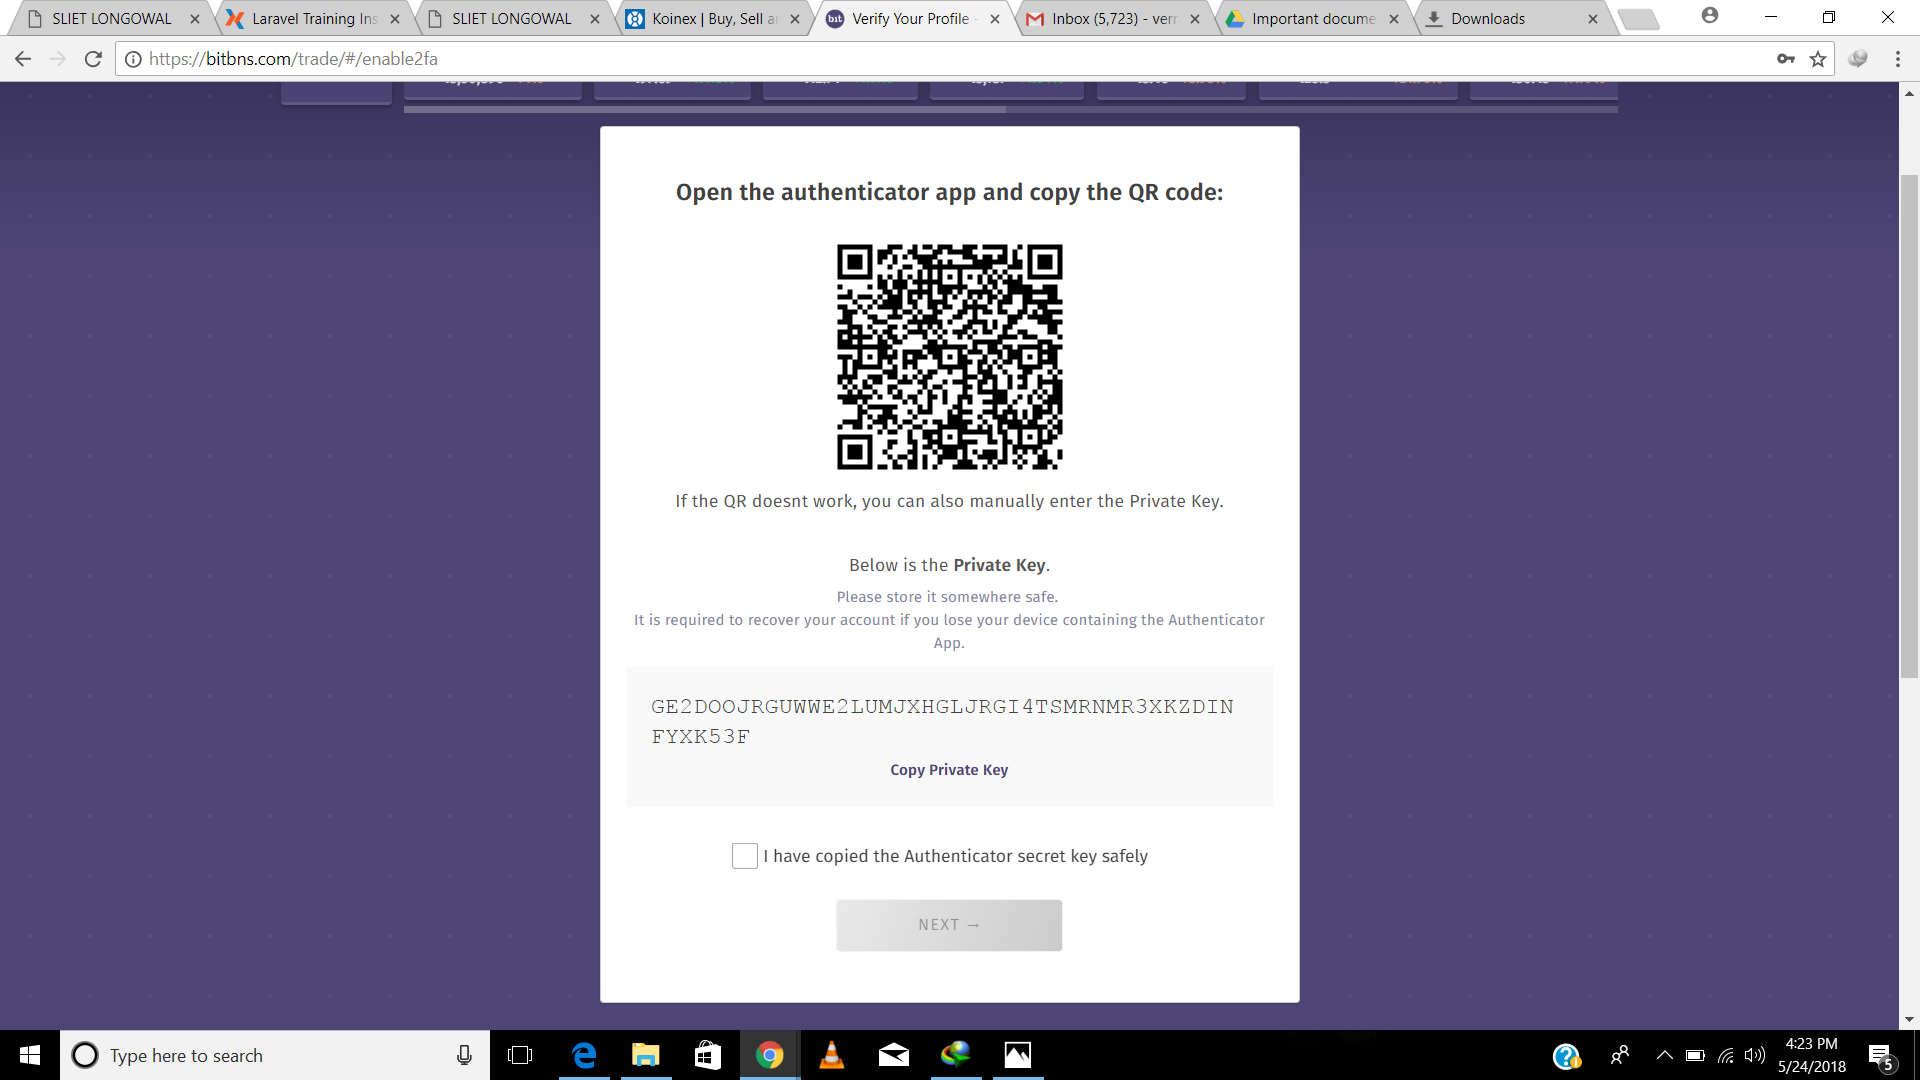 SLIET LONGOWAL
Laravel Training Ins
SLIET LONGOWAL
Koinex | Buy, Sell a
Verify Your Profile -
Inbox (5,723) - ver
Important docume
Downloads
https://bitbns.com/trade/#/enable2fa
Open the authenticator app and copy the QR code:
If the QR doesnt work, you can also manually enter the Private Key.
Below is the Private Key.
Please store it somewhere safe.
It is required to recover your account if you lose your device containing the Authenticator
App.
GE2DOOJRGUWWE2LUMJXHGLJRGI4TSMRNMR3XKZDIN
FYXK53F
Copy Private Key
I have copied the Authenticator secret key safely
NEXT →
Type here to search
4:23 PM
5/24/2018
5